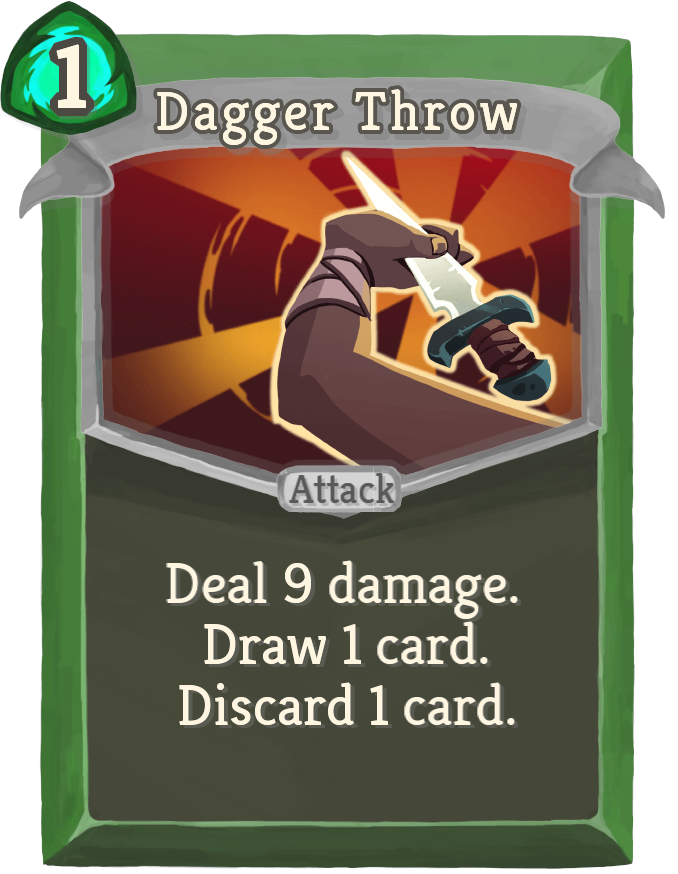 1
Dagger Throw
Attack
Deal 9 damage.
Draw 1 card.
Discard 1 card.